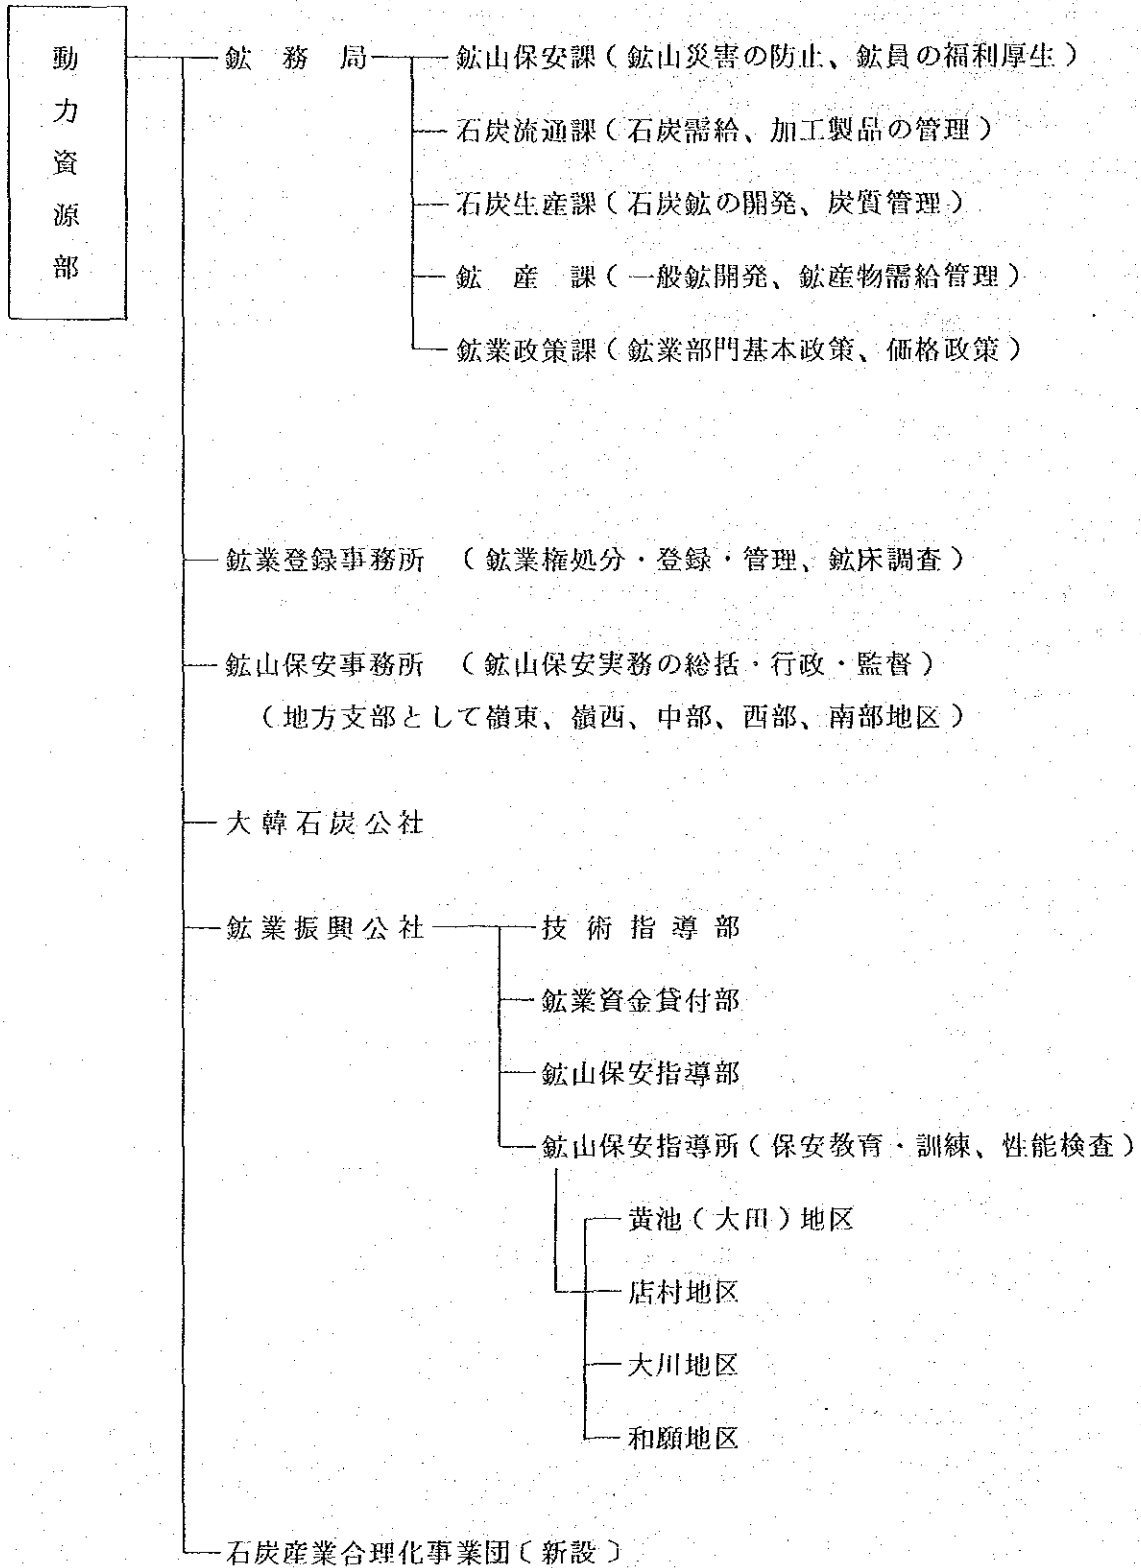 動力資源部
鉱務局
鉱山保安課（鉱山災害の防止、鉱員の福利厚生）
石炭流通課（石炭需給、加工製品の管理）
石炭生産課（石炭鉱の開発、炭質管理）
鉱産課（一般鉱開発、鉱産物需給管理）
鉱業政策課（鉱業部門基本政策、価格政策）
鉱業登録事務所（鉱業権処分・登録・管理、鉱床調査）
鉱山保安事務所（鉱山保安実務の総括・行政・監督）
（地方支部として嶺東、嶺西、中部、西部、南部地区）
大韓石炭公社
鉱業振興公社
技術指導部
鉱業資金貸付部
鉱山保安指導部
鉱山保安指導所（保安教育・訓練、性能検査）
黄池（大田）地区
店村地区
大川地区
和願地区
石炭産業合理化事業団（新設）